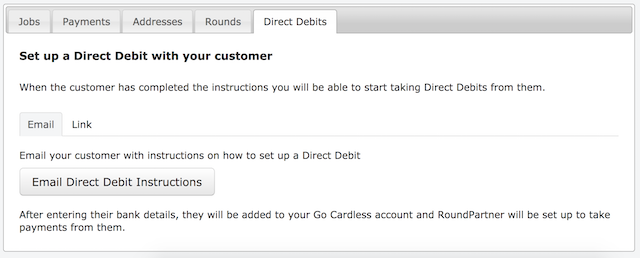 Jobs Payments Addresses Rounds Direct Debits
Set up a Direct Debit with your customer
When the customer has completed the instructions you will be able to start taking Direct Debits from them.
Email Link
Email your customer with instructions on how to set up a Direct Debit
Email Direct Debit Instructions
After entering their bank details, they will be added to your Go Cardless account and RoundPartner will be set up to take
payments from them.